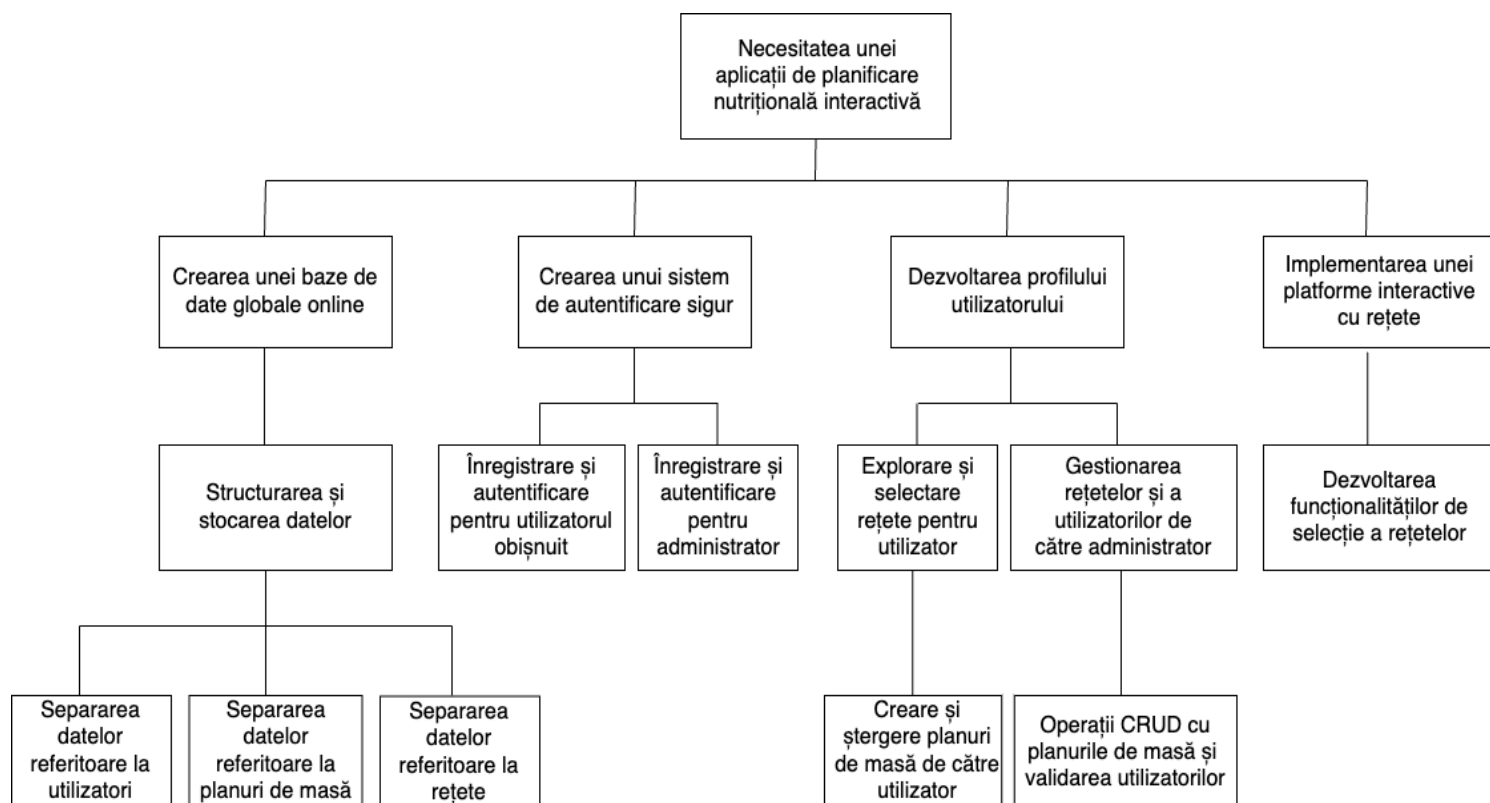 Necesitatea unei
aplicații de planificare
nutrițională interactivă
Crearea unei baze de
date globale online
Crearea unui sistem
de autentificare sigur
Dezvoltarea profilului
utilizatorului
Implementarea unei
platforme interactive
cu rețete
Structurarea și
stocarea datelor
Înregistrare și
autentificare
pentru utilizatorul
obișnuit
Înregistrare și
autentificare
pentru
administrator
Explorare și
selectare
rețete pentru
utilizator
Gestionarea
rețetelor și a
utilizatorilor de
către administrator
Dezvoltarea
funcționalităților de
selecție a rețetelor
Separarea
datelor
referitoare la
utilizatori
Separarea
datelor
referitoare la
planuri de masă
Separarea
datelor
referitoare la
rețete
Creare și
ștergere planuri
de masă de către
utilizator
Operații CRUD cu
planurile de masă și
validarea utilizatorilor